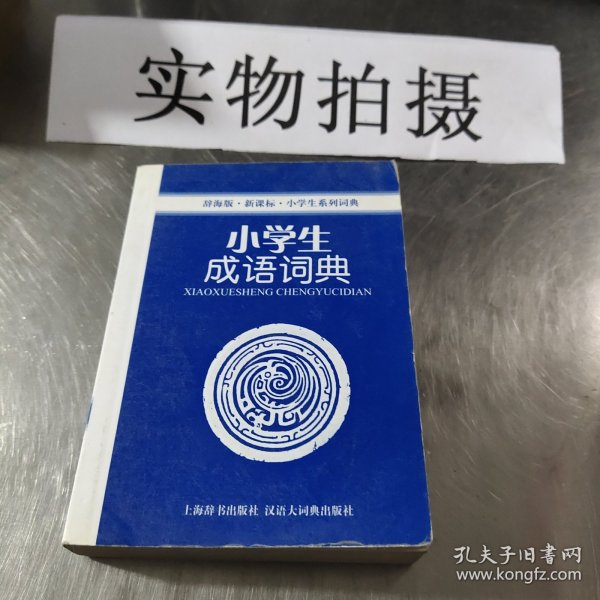 实物拍摄
辞海版·新课标·小学生系列词典
小学生
成语词典
XIAOXUESHENG CHENGYUCIDIAN
上海辞书出版社 汉语大词典出版社
孔夫子旧书网
www.kongfz.com